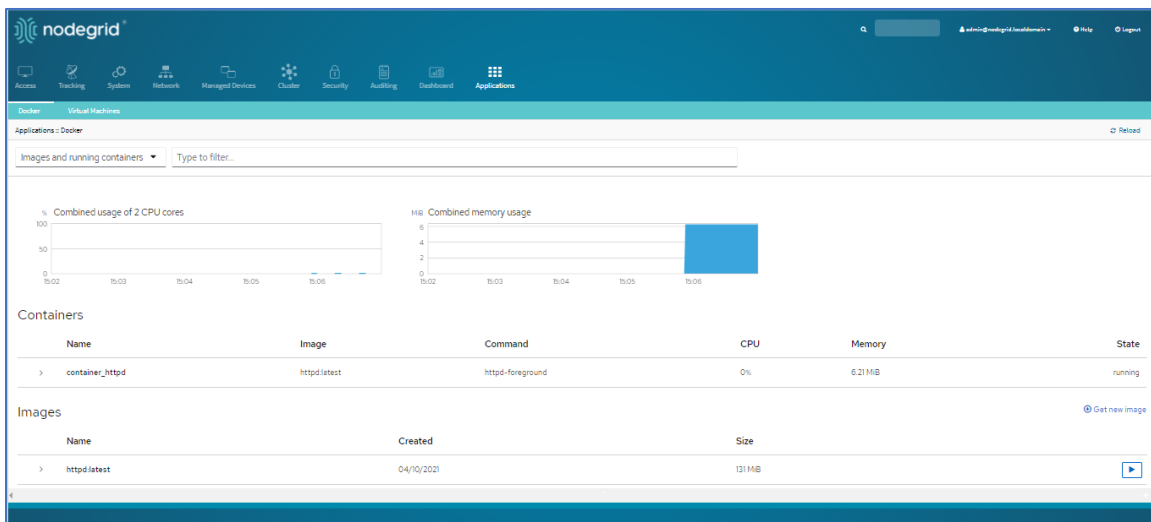 nodegrid
admin@nodegrid.localdomain Help Logout
Access Tracking System Network Managed Devices Cluster Security Auditing Dashboard Applications
Docker Virtual Machines
Applications :: Docker Reload
Images and running containers Type to filter...
% Combined usage of 2 CPU cores MiB Combined memory usage
100 6
4
50
2
0 0
15:02 15:03 15:04 15:05 15:06 15:02 15:03 15:04 15:05 15:06
Containers
Name Image Command CPU Memory State
container_httpd httpd:latest httpd-foreground 0% 6.21 MiB running
Images Get new image
Name Created Size
httpd:latest 04/10/2021 131 MiB